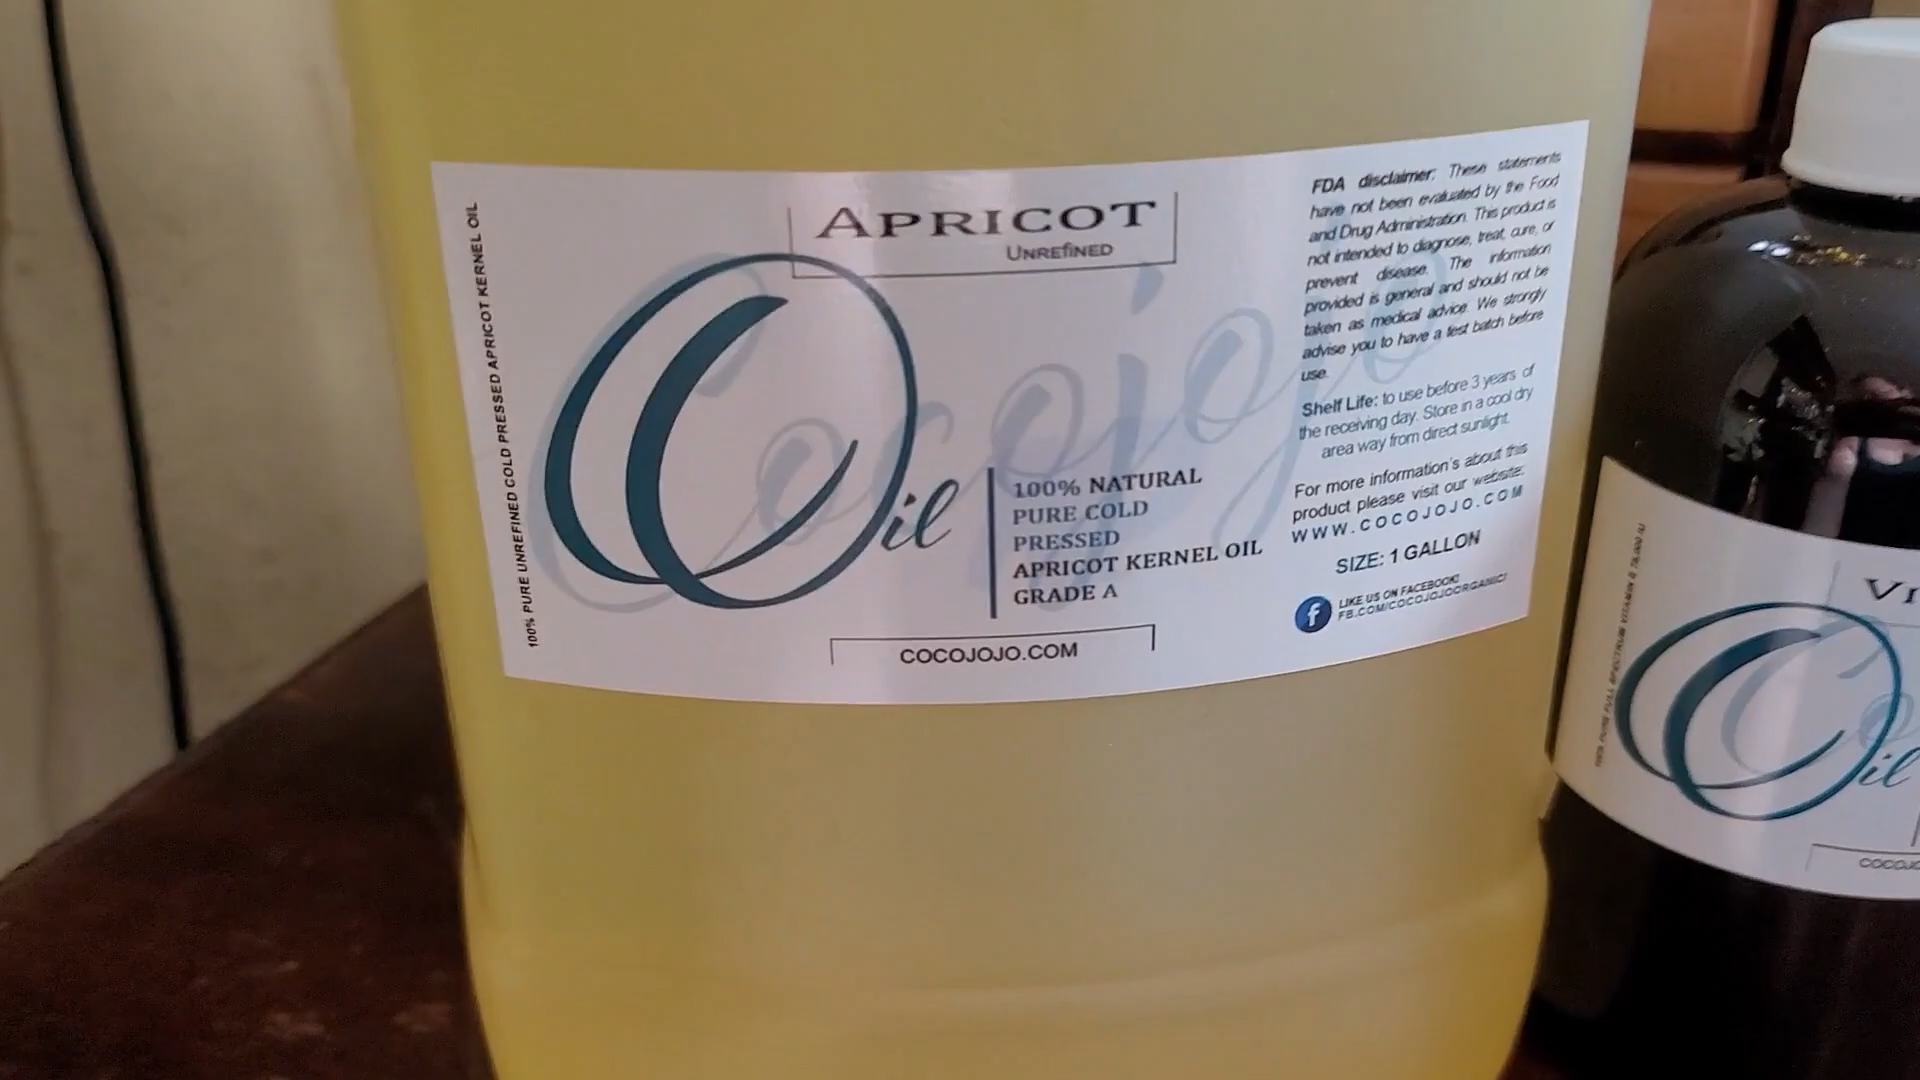 100% PURE UNREFINED COLD PRESSED APRICOT KERNEL OIL
APRICOT
UNREFINED
Cocojojo
Oil
100% NATURAL
PURE COLD
PRESSED
APRICOT KERNEL OIL
GRADE A
COCOJOJO.COM
FDA disclaimer: These statements
have not been evaluated by the Food
and Drug Administration. This product is
not intended to diagnose, treat, cure, or
prevent disease. The information
provided is general and should not be
taken as medical advice. We strongly
advise you to have a test batch before
use.
Shelf Life: to use before 3 years of
the receiving day. Store in a cool dry
area way from direct sunlight.
For more information's about this
product please visit our website:
WWW.COCOJOJO.COM
SIZE: 1 GALLON
f
LIKE US ON FACEBOOK!
FB.COM/COCOJOJOORGANIC/
Oil